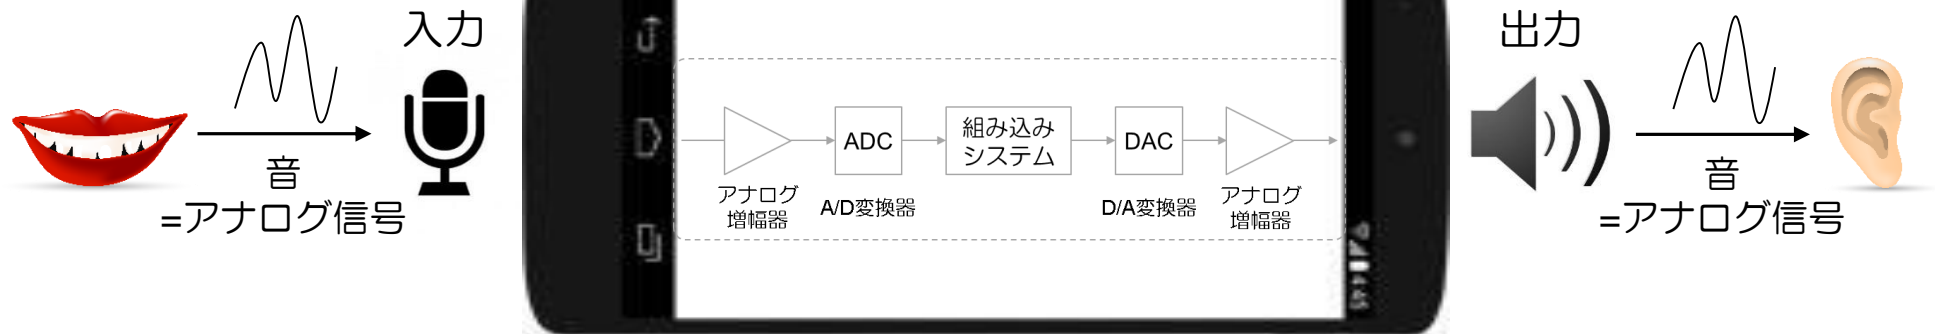 入力
音
=アナログ信号
アナログ
増幅器
ADC
A/D変換器
組み込み
システム
DAC
D/A変換器
アナログ
増幅器
4:45
出力
音
=アナログ信号